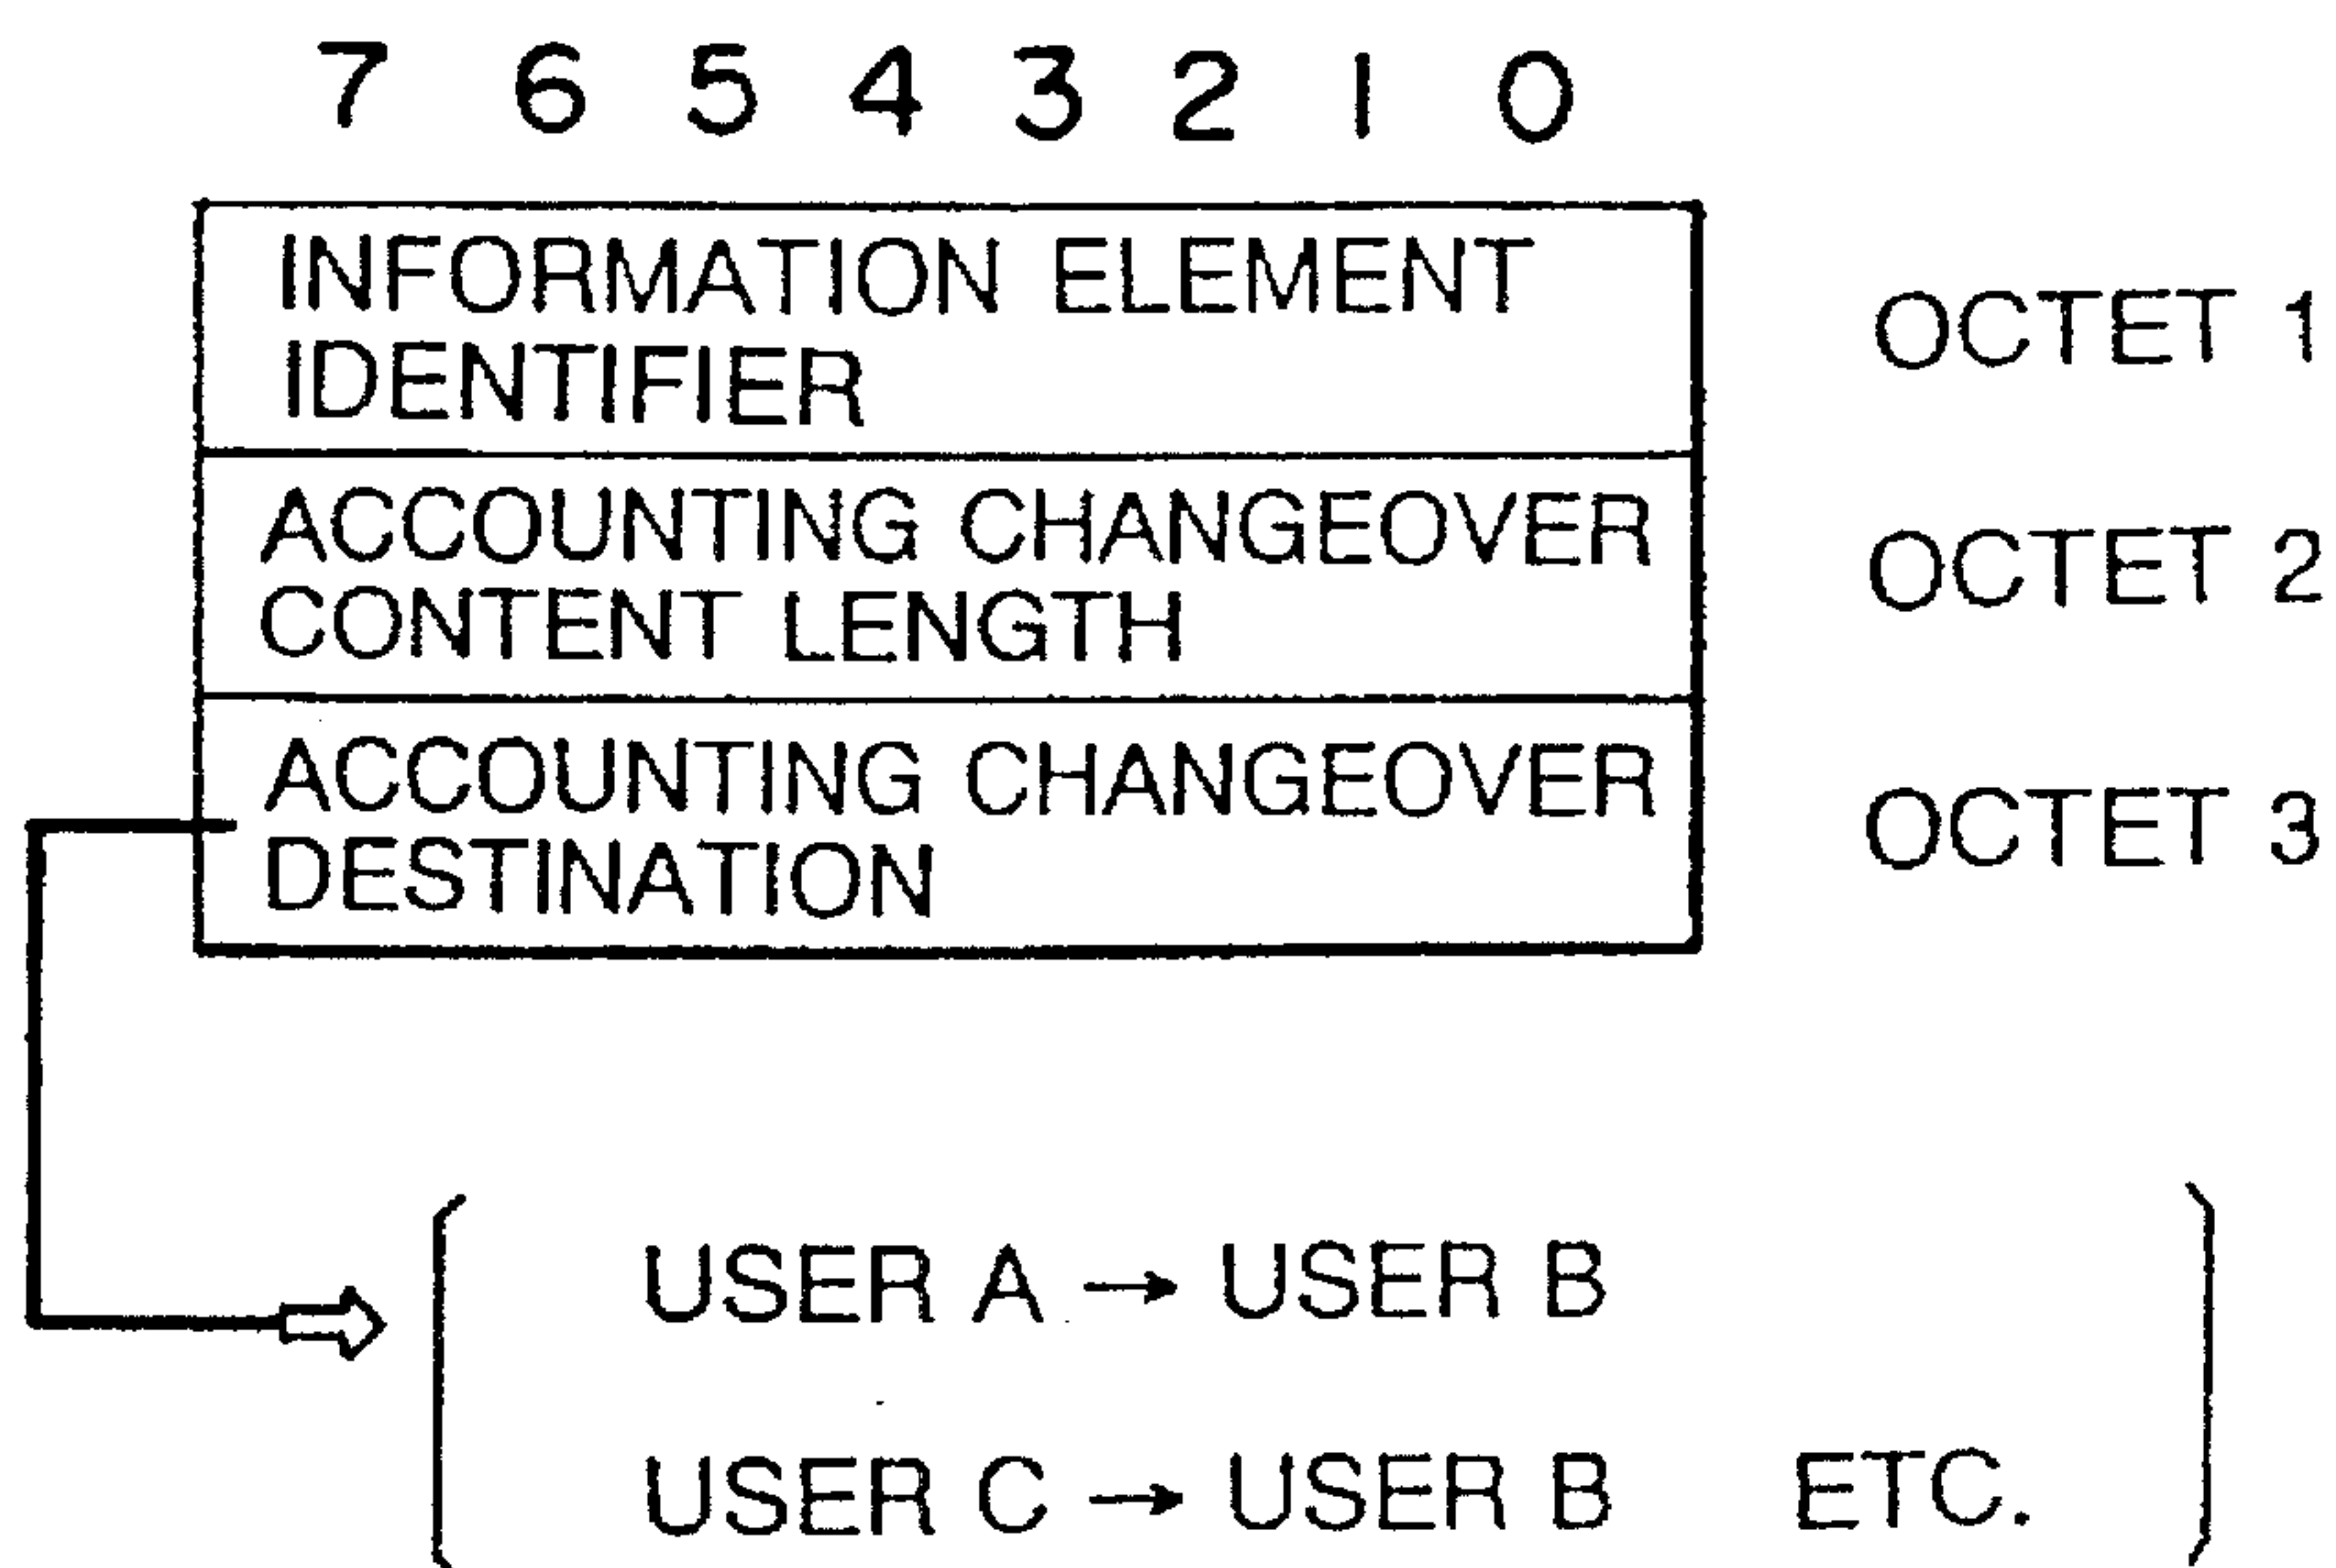 7 6 5 4 3 2 1 0
INFORMATION ELEMENT
IDENTIFIER
OCTET 1
ACCOUNTING CHANGEOVER
CONTENT LENGTH
OCTET 2
ACCOUNTING CHANGEOVER
DESTINATION
OCTET 3
USER A → USER B
USER C → USER B ETC.